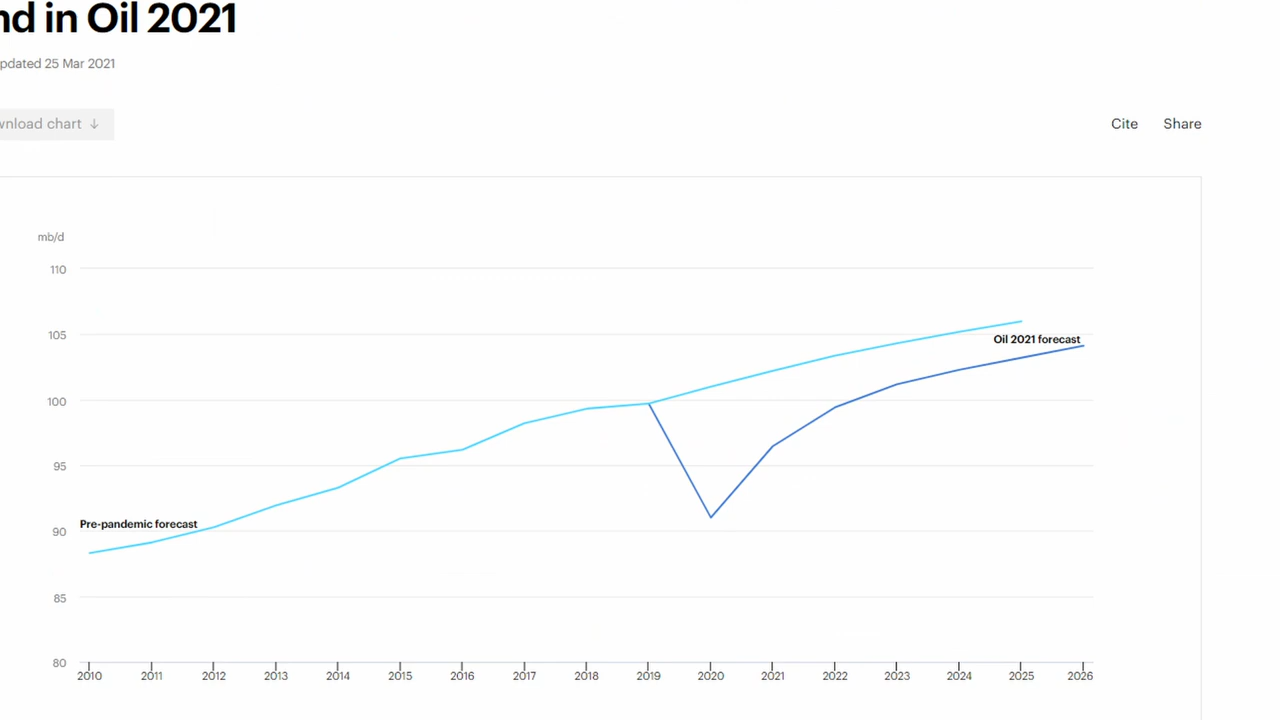 nd in Oil 2021
pdated 25 Mar 2021
wnload chart ↓
Cite Share
mb/d
110
105
Oil 2021 forecast
100
95
Pre-pandemic forecast
90
85
80
2010 2011 2012 2013 2014 2015 2016 2017 2018 2019 2020 2021 2022 2023 2024 2025 2026